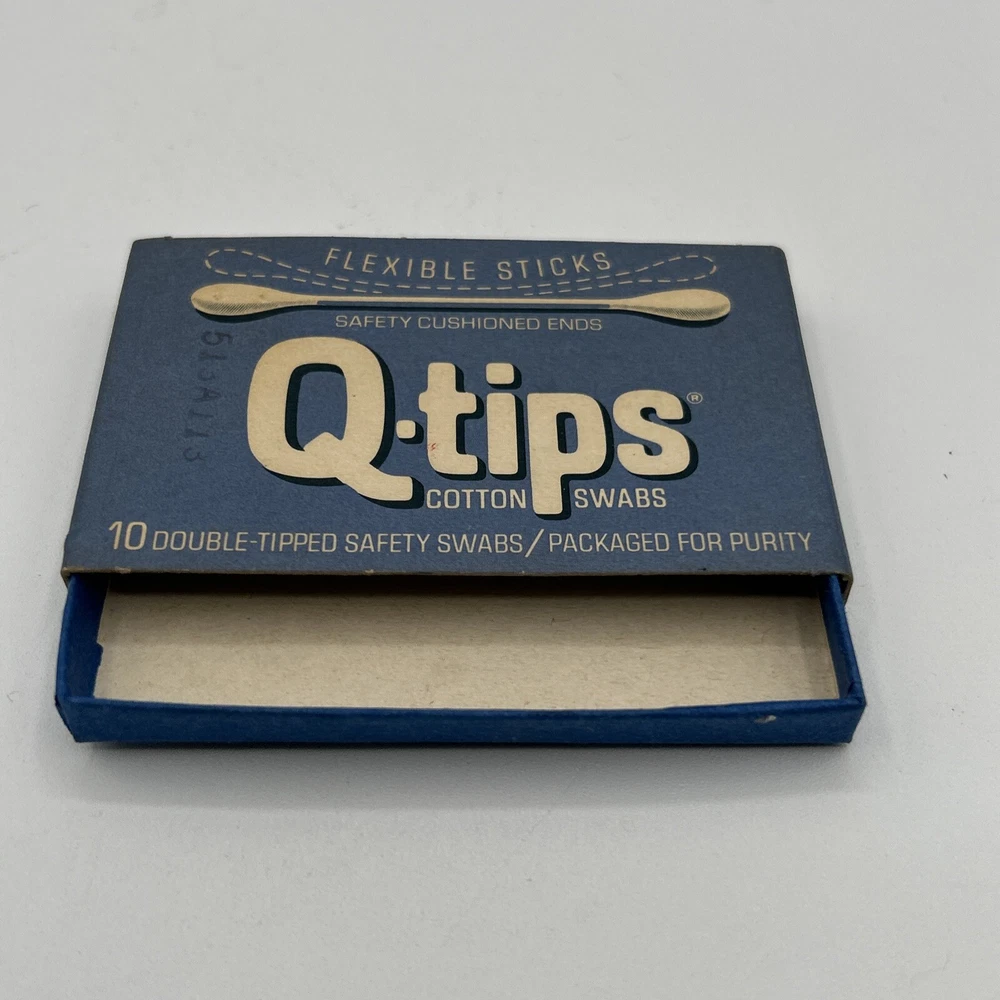 FLEXIBLE STICKS
SAFETY CUSHIONED ENDS
Q·tips®
COTTON SWABS
10 DOUBLE-TIPPED SAFETY SWABS/PACKAGED FOR PURITY